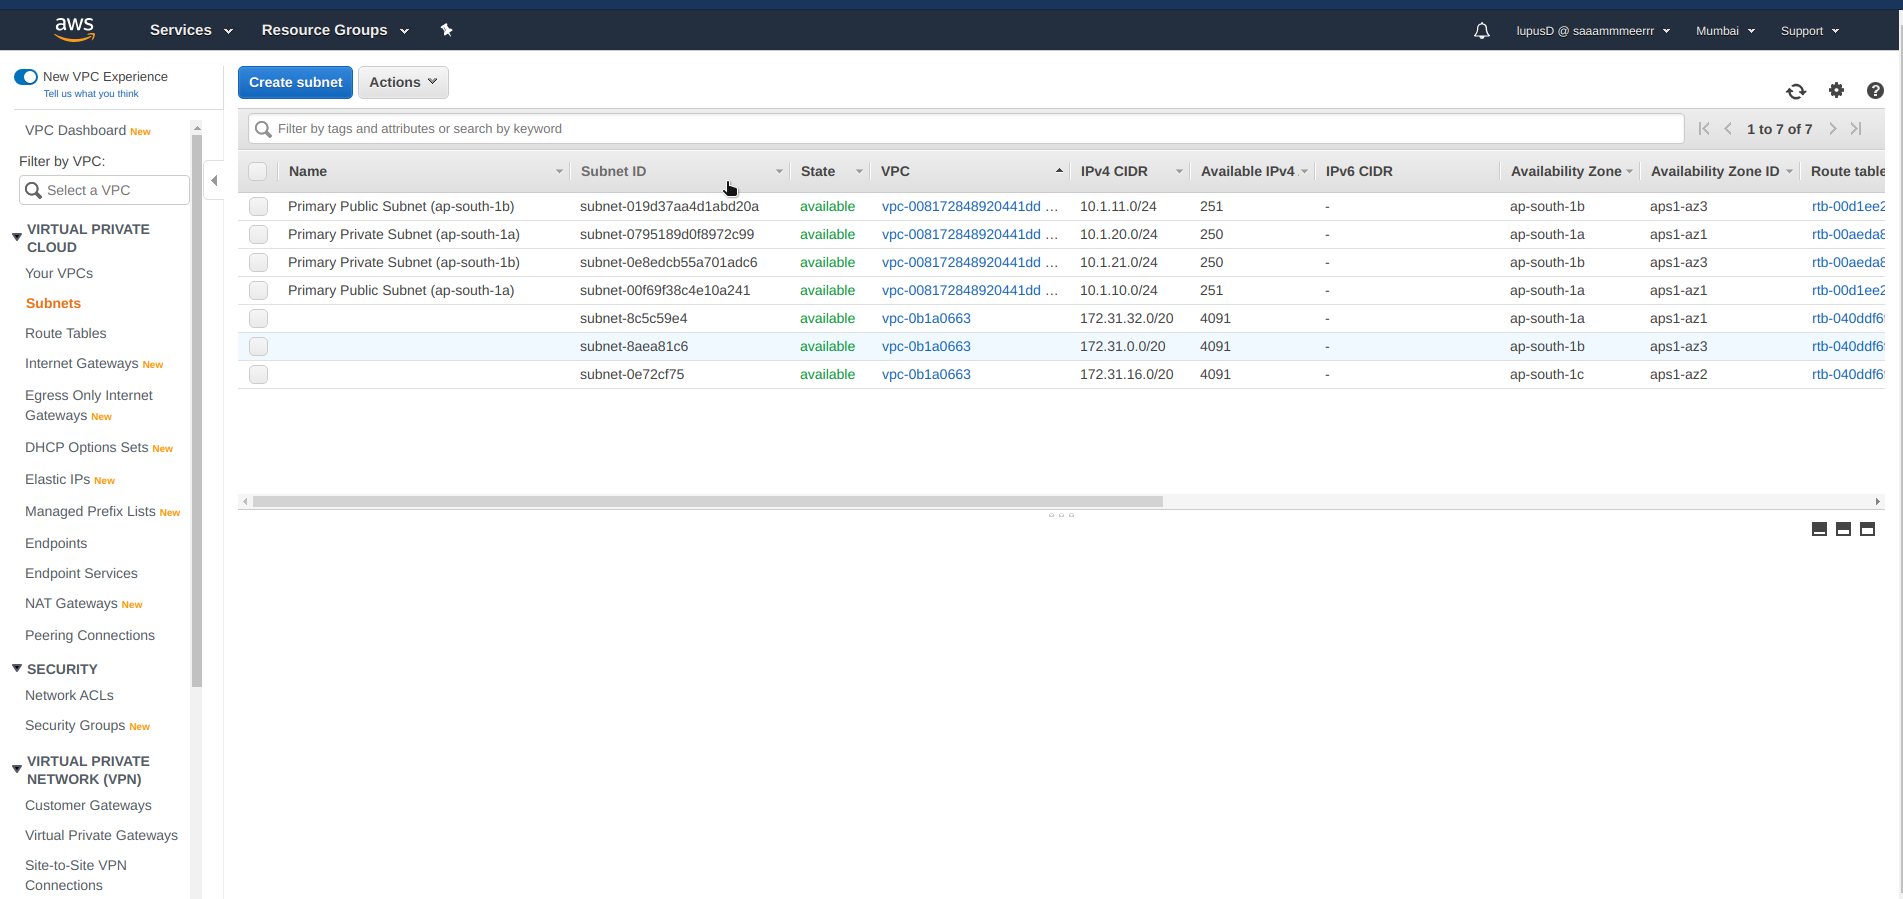 aws Services Resource Groups lupusD @ saaammmeerrr Mumbai Support
New VPC Experience
Tell us what you think
VPC Dashboard New
Filter by VPC:
Select a VPC
VIRTUAL PRIVATE
CLOUD
Your VPCs
Subnets
Route Tables
Internet Gateways New
Egress Only Internet
Gateways New
DHCP Options Sets New
Elastic IPs New
Managed Prefix Lists New
Endpoints
Endpoint Services
NAT Gateways New
Peering Connections
SECURITY
Network ACLs
Security Groups New
VIRTUAL PRIVATE
NETWORK (VPN)
Customer Gateways
Virtual Private Gateways
Site-to-Site VPN
Connections
Create subnet Actions
Filter by tags and attributes or search by keyword 1 to 7 of 7
Name Subnet ID State VPC IPv4 CIDR Available IPv4 IPv6 CIDR Availability Zone Availability Zone ID Route table
Primary Public Subnet (ap-south-1b) subnet-019d37aa4d1abd20a available vpc-008172848920441dd ... 10.1.11.0/24 251 - ap-south-1b aps1-az3 rtb-00d1ee2
Primary Private Subnet (ap-south-1a) subnet-0795189d0f8972c99 available vpc-008172848920441dd ... 10.1.20.0/24 250 - ap-south-1a aps1-az1 rtb-00aeda8
Primary Private Subnet (ap-south-1b) subnet-0e8edcb55a701adc6 available vpc-008172848920441dd ... 10.1.21.0/24 250 - ap-south-1b aps1-az3 rtb-00aeda8
Primary Public Subnet (ap-south-1a) subnet-00f69f38c4e10a241 available vpc-008172848920441dd ... 10.1.10.0/24 251 - ap-south-1a aps1-az1 rtb-00d1ee2
subnet-8c5c59e4 available vpc-0b1a0663 172.31.32.0/20 4091 - ap-south-1a aps1-az1 rtb-040ddf6
subnet-8aea81c6 available vpc-0b1a0663 172.31.0.0/20 4091 - ap-south-1b aps1-az3 rtb-040ddf6
subnet-0e72cf75 available vpc-0b1a0663 172.31.16.0/20 4091 - ap-south-1c aps1-az2 rtb-040ddf6